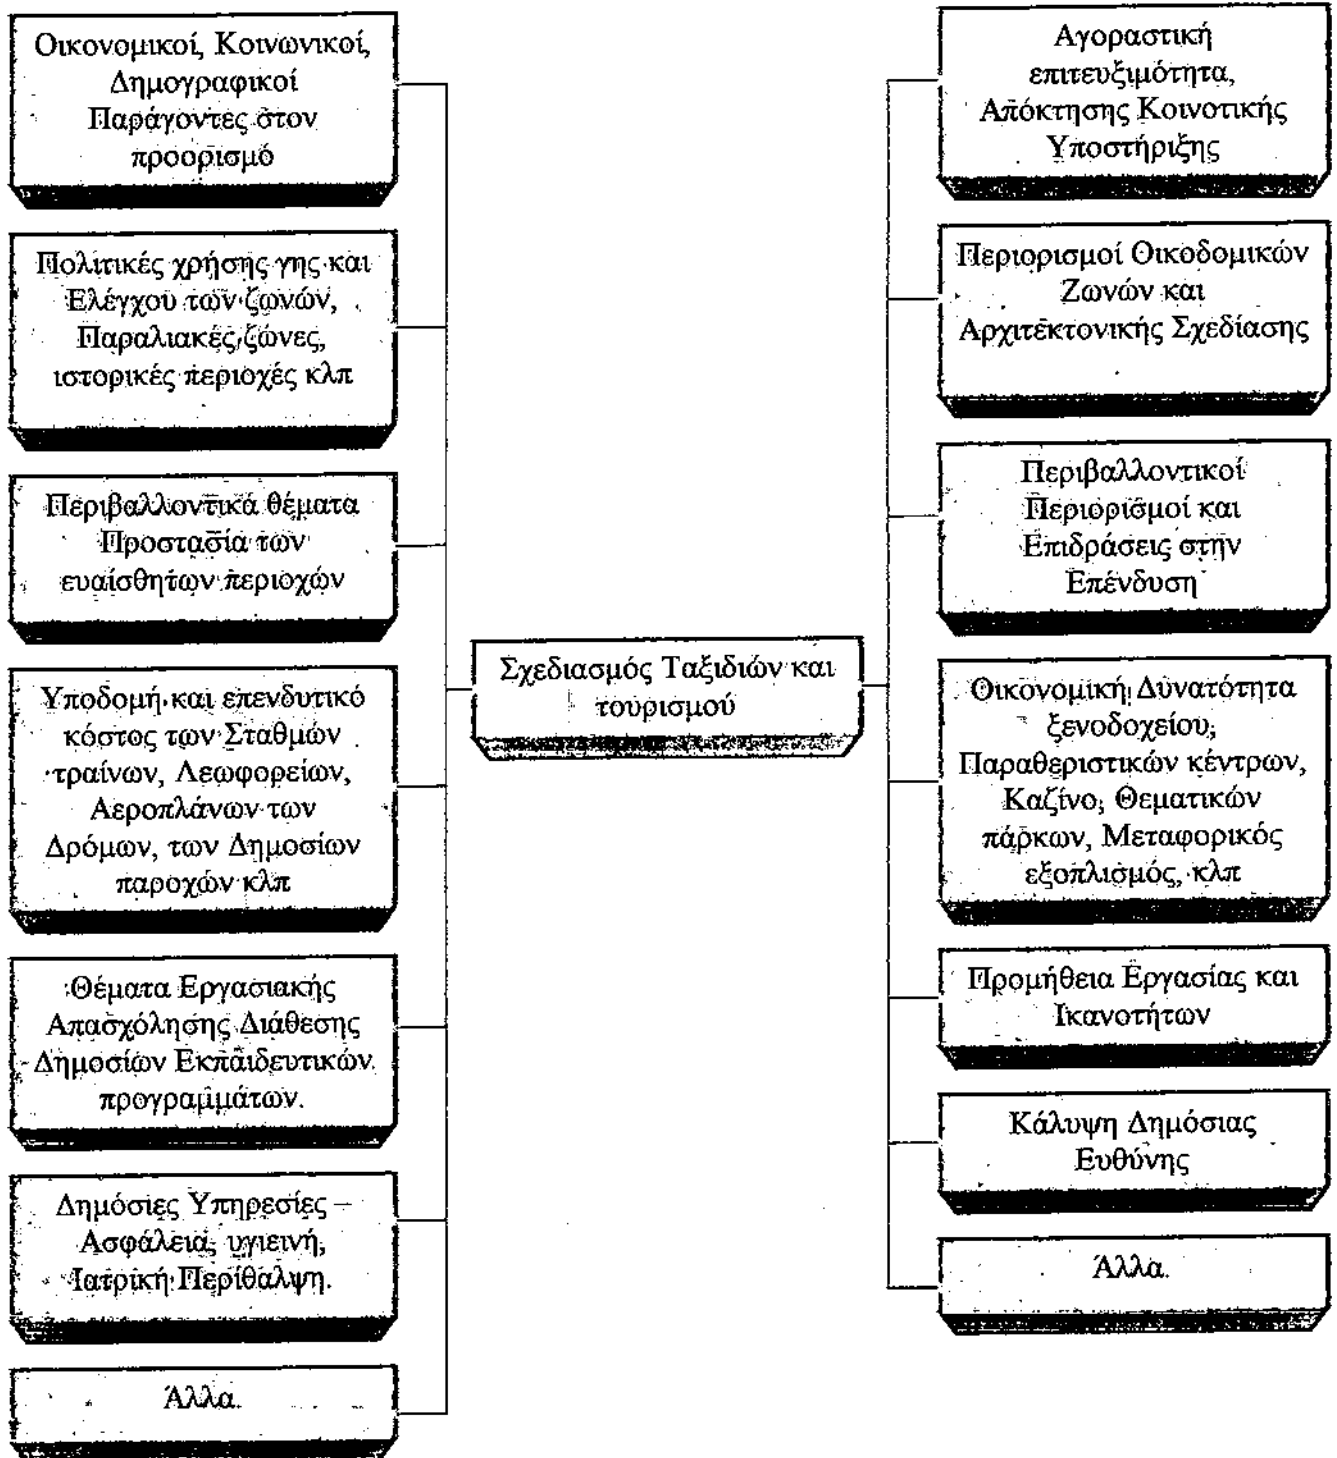 Οικονομικοί, Κοινωνικοί,
Δημογραφικοί
Παράγοντες στον
προορισμό
Πολιτικές χρήσης γης και
Ελέγχου των ζωνών,
Παραλιακές ζώνες,
ιστορικές περιοχές κλπ
Περιβαλλοντικά θέματα
Προστασία των
ευαίσθητων περιοχών
Υποδομή και επενδυτικό
κόστος των Σταθμών
τραίνων, Λεωφορείων,
Αεροπλάνων των
Δρόμων, των Δημοσίων
παροχών κλπ
Θέματα Εργασιακής
Απασχόλησης Διάθεσης
Δημοσίων Εκπαιδευτικών
προγραμμάτων.
Δημόσιες Υπηρεσίες –
Ασφάλεια, υγιεινή,
Ιατρική Περίθαλψη.
Άλλα.
Σχεδιασμός Ταξιδιών και
τουρισμού
Αγοραστική
επιτευξιμότητα,
Απόκτησης Κοινοτικής
Υποστήριξης
Περιορισμοί Οικοδομικών
Ζωνών και
Αρχιτεκτονικής Σχεδίασης
Περιβαλλοντικοί
Περιορισμοί και
Επιδράσεις στην
Επένδυση
Οικονομική Δυνατότητα
ξενοδοχείου,
Παραθεριστικών κέντρων,
Καζίνο, Θεματικών
πάρκων, Μεταφορικός
εξοπλισμός, κλπ
Προμήθεια Εργασίας και
Ικανοτήτων
Κάλυψη Δημόσιας
Ευθύνης
Άλλα.